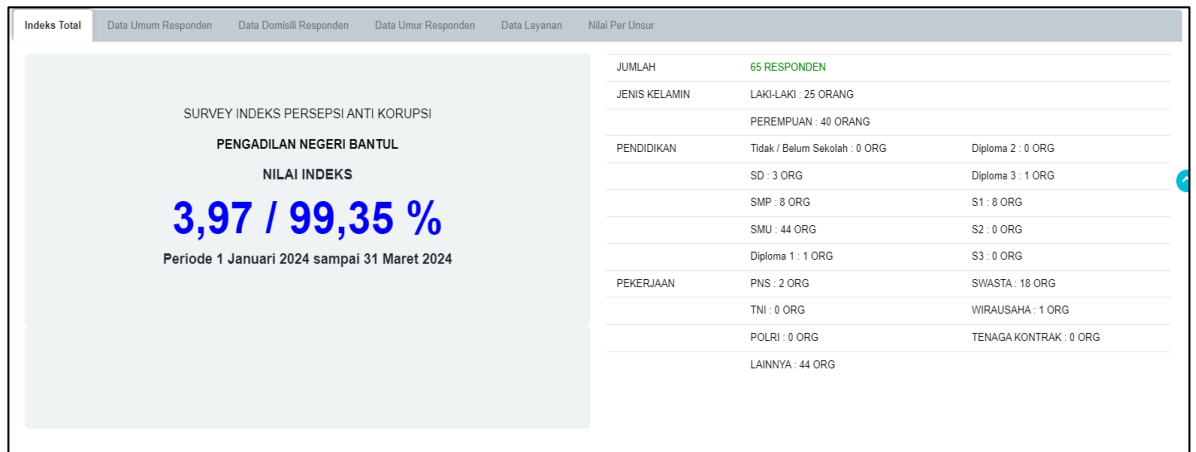 Indeks Total Data Umum Responden Data Domisili Responden Data Umur Responden Data Layanan Nilai Per Unsur
SURVEY INDEKS PERSEPSI ANTI KORUPSI
PENGADILAN NEGERI BANTUL
NILAI INDEKS
3,97 / 99,35 %
Periode 1 Januari 2024 sampai 31 Maret 2024
JUMLAH 65 RESPONDEN
JENIS KELAMIN LAKI-LAKI : 25 ORANG
PEREMPUAN : 40 ORANG
PENDIDIKAN Tidak / Belum Sekolah : 0 ORG Diploma 2 : 0 ORG
SD : 3 ORG Diploma 3 : 1 ORG
SMP : 8 ORG S1 : 8 ORG
SMU : 44 ORG S2 : 0 ORG
Diploma 1 : 1 ORG S3 : 0 ORG
PEKERJAAN PNS : 2 ORG SWASTA : 18 ORG
TNI : 0 ORG WIRAUSAHA : 1 ORG
POLRI : 0 ORG TENAGA KONTRAK : 0 ORG
LAINNYA : 44 ORG